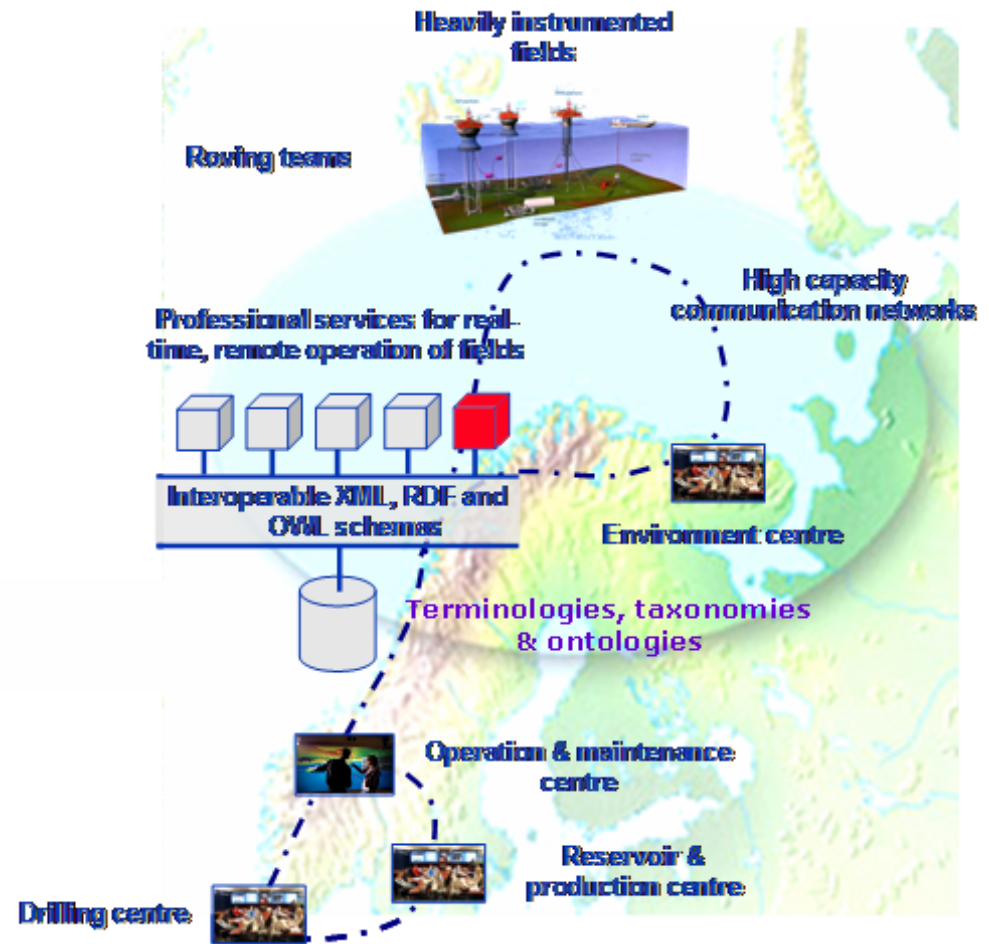 Heavily instrumented
fields
Roving teams
High capacity
communication networks
Professional services for real-
time, remote operation of fields
Interoperable XML, RDF and
OWL schemas
Environment centre
Terminologies, taxonomies
& ontologies
Operation & maintenance
centre
Reservoir &
production centre
Drilling centre